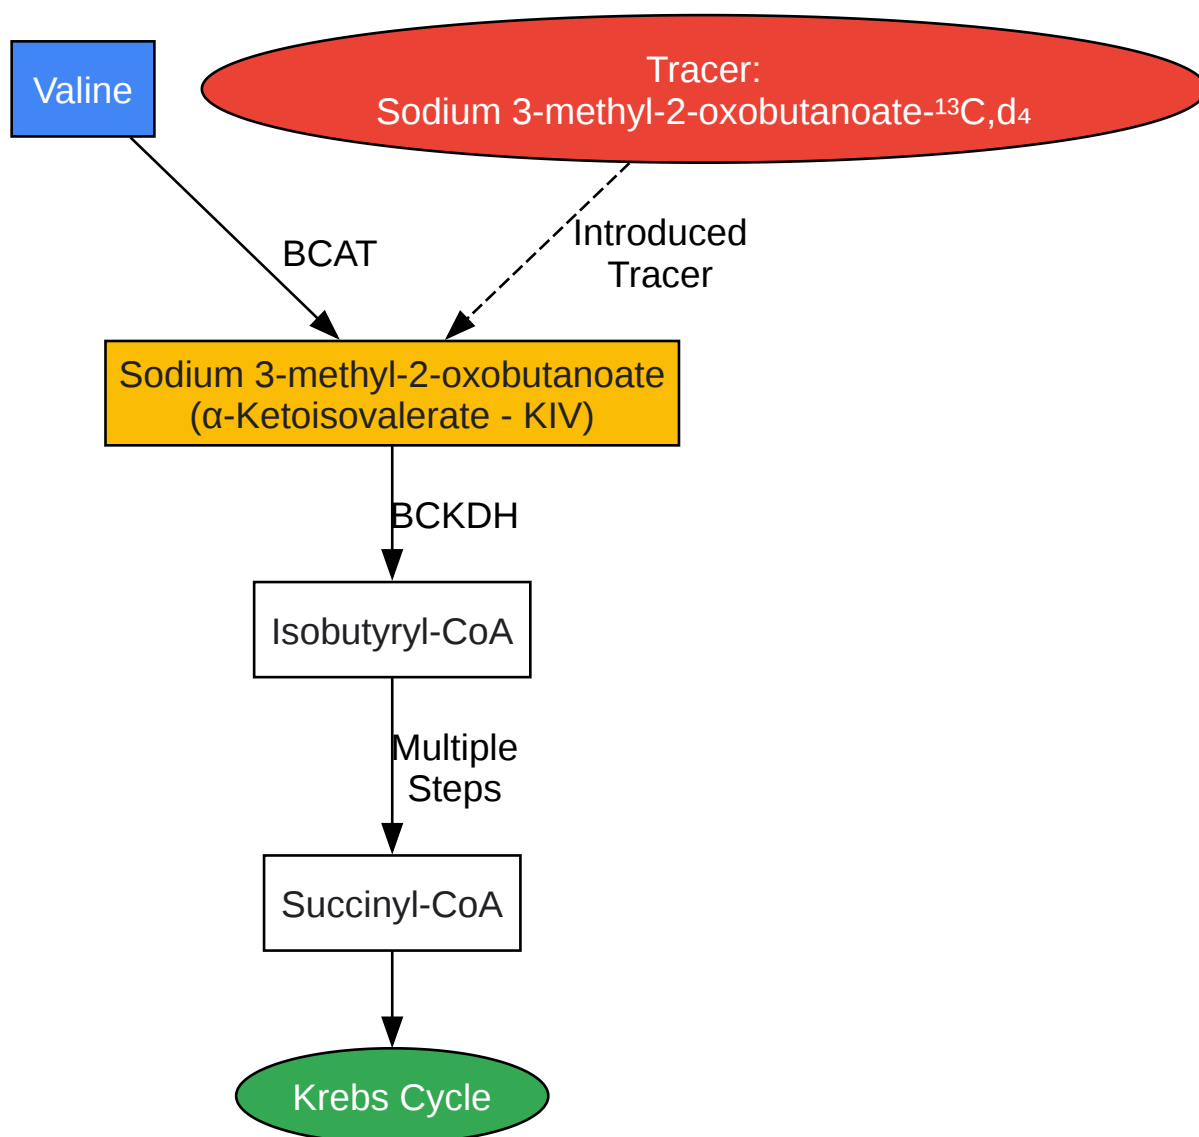 Valine
Tracer:
Sodium 3-methyl-2-oxobutanoate-¹³C,d₄
BCAT
Introduced
Tracer
Sodium 3-methyl-2-oxobutanoate
(α-Ketoisovalerate - KIV)
BCKDH
Isobutyryl-CoA
Multiple
Steps
Succinyl-CoA
Krebs Cycle